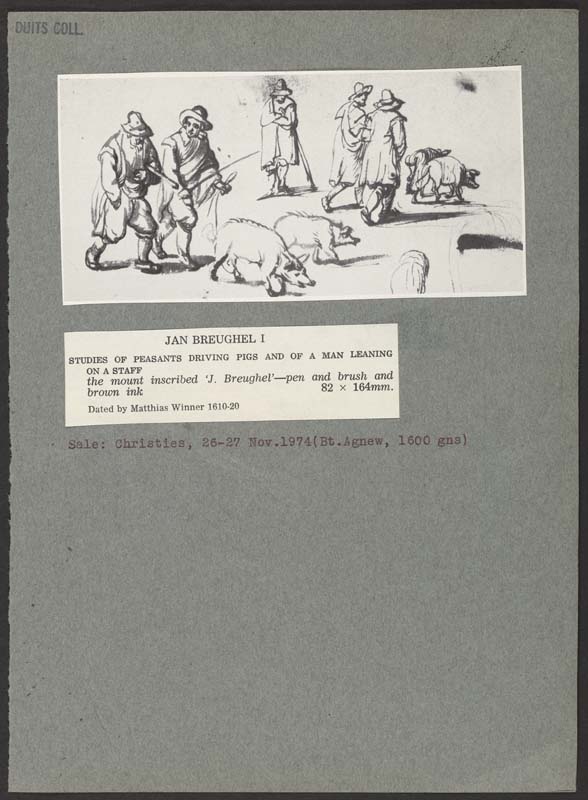 DUITS COLL.
JAN BREUGHEL I
STUDIES OF PEASANTS DRIVING PIGS AND OF A MAN LEANING
ON A STAFF
the mount inscribed 'J. Breughel'—pen and brush and
brown ink 82 × 164mm.
Dated by Matthias Winner 1610-20
Sale: Christies, 26-27 Nov.1974(Bt.Agnew, 1600 gns)